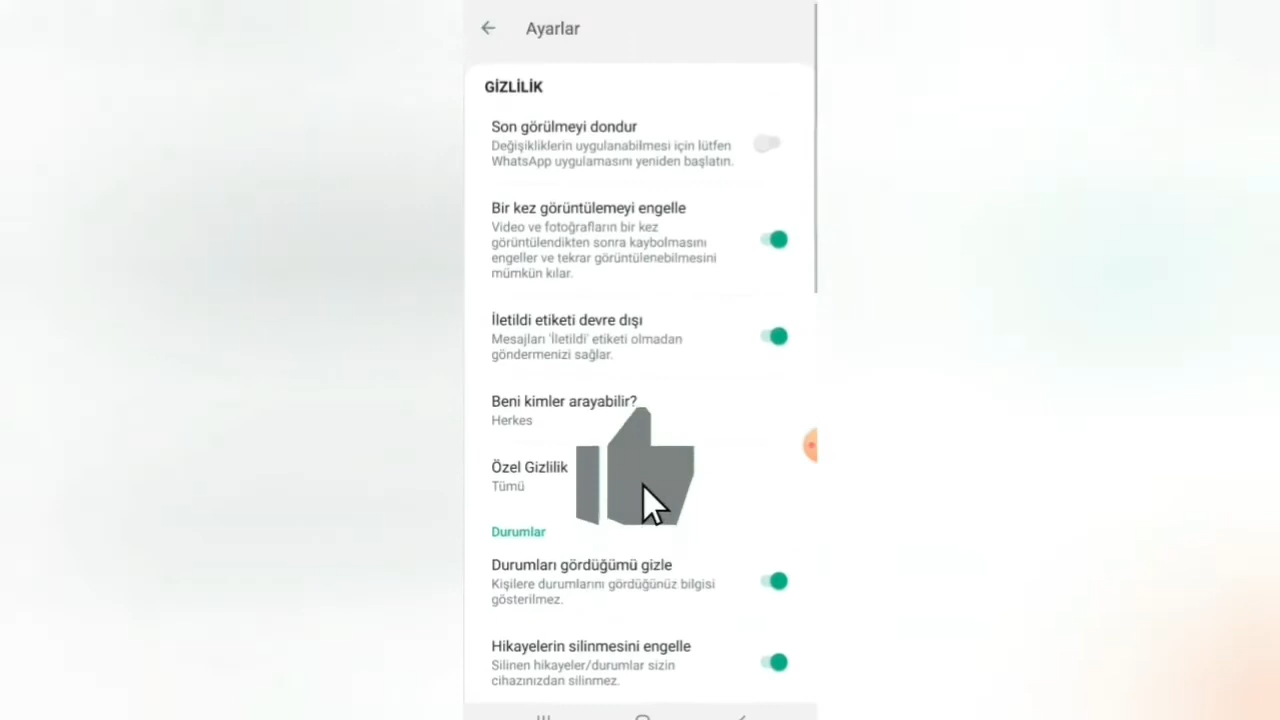 Ayarlar
GİZLİLİK
Son görülmeyi dondur
Değişikliklerin uygulanabilmesi için lütfen
WhatsApp uygulamasını yeniden başlatın.
Bir kez görüntülemeyi engelle
Video ve fotoğrafların bir kez
görüntülendikten sonra kaybolmasını
engeller ve tekrar görüntülenebilmesini
mümkün kılar.
İletildi etiketi devre dışı
Mesajları 'İletildi' etiketi olmadan
göndermenizi sağlar.
Beni kimler arayabilir?
Herkes
Özel Gizlilik
Tümü
Durumlar
Durumları gördüğümü gizle
Kişilere durumlarını gördüğünüz bilgisi
gösterilmez.
Hikayelerin silinmesini engelle
Silinen hikayeler/durumlar sizin
cihazınızdan silinmez.